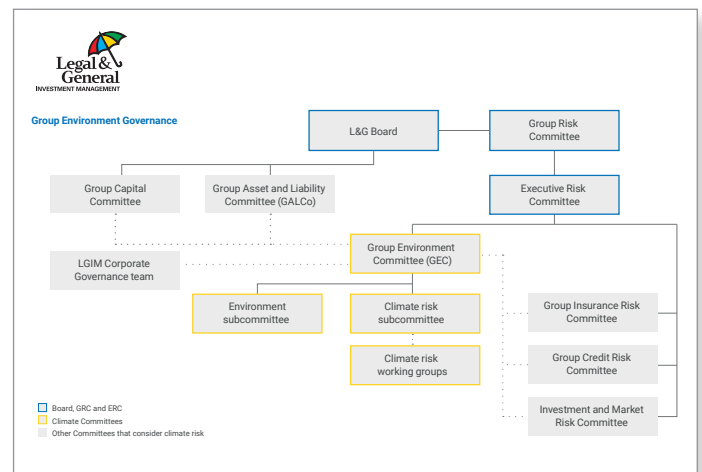 Legal &
General
INVESTMENT MANAGEMENT
Group Environment Governance
L&G Board
Group Risk
Committee
Group Capital
Committee
Group Asset and Liability
Committee (GALCo)
Executive Risk
Committee
Group Environment
Committee (GEC)
LGIM Corporate
Governance team
Environment
subcommittee
Climate risk
subcommittee
Group Insurance Risk
Committee
Climate risk
working groups
Group Credit Risk
Committee
Investment and Market
Risk Committee
Board, GRC and ERC
Climate Committees
Other Committees that consider climate risk